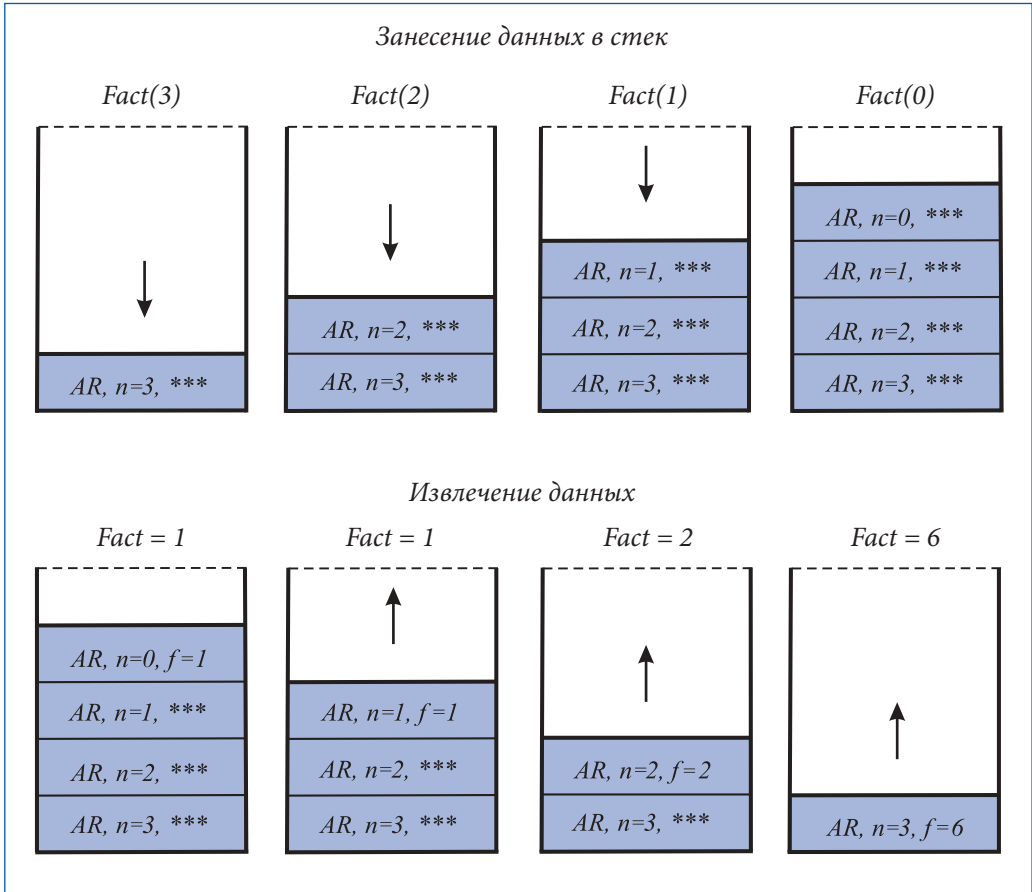 Занесение данных в стек
Fact(3)
Fact(2)
Fact(1)
Fact(0)
AR, n=3, ***
AR, n=2, ***
AR, n=3, ***
AR, n=1, ***
AR, n=2, ***
AR, n=3, ***
AR, n=0, ***
AR, n=1, ***
AR, n=2, ***
AR, n=3, ***
Извлечение данных
Fact = 1
Fact = 1
Fact = 2
Fact = 6
AR, n=0, f=1
AR, n=1, ***
AR, n=2, ***
AR, n=3, ***
AR, n=1, f=1
AR, n=2, ***
AR, n=3, ***
AR, n=2, f=2
AR, n=3, ***
AR, n=3, f=6